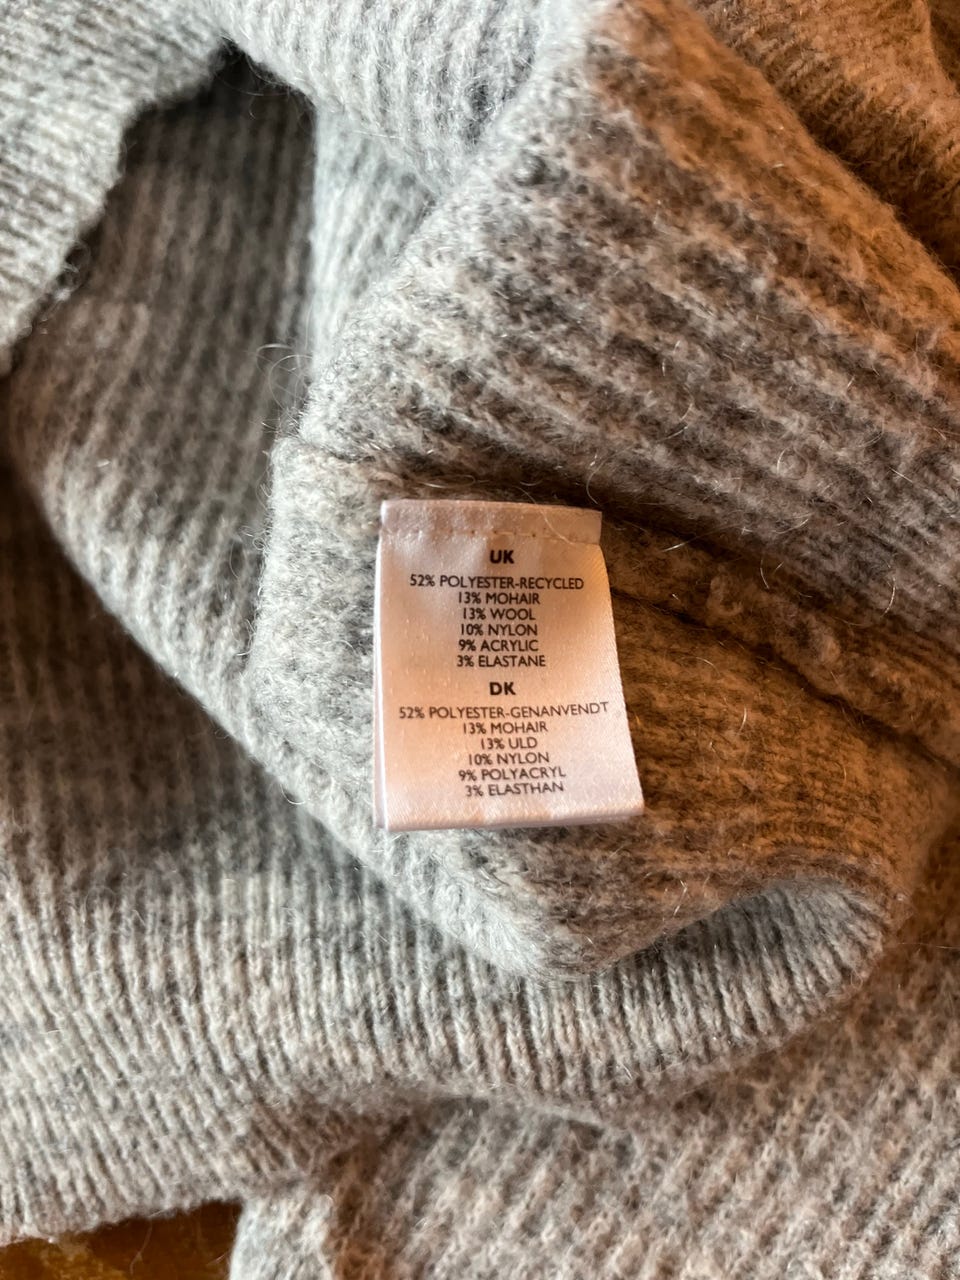 UK
52% POLYESTER-RECYCLED
13% MOHAIR
13% WOOL
10% NYLON
9% ACRYLIC
3% ELASTANE
DK
52% POLYESTER-GENANVENDT
13% MOHAIR
13% ULD
10% NYLON
9% POLYACRYL
3% ELASTHAN